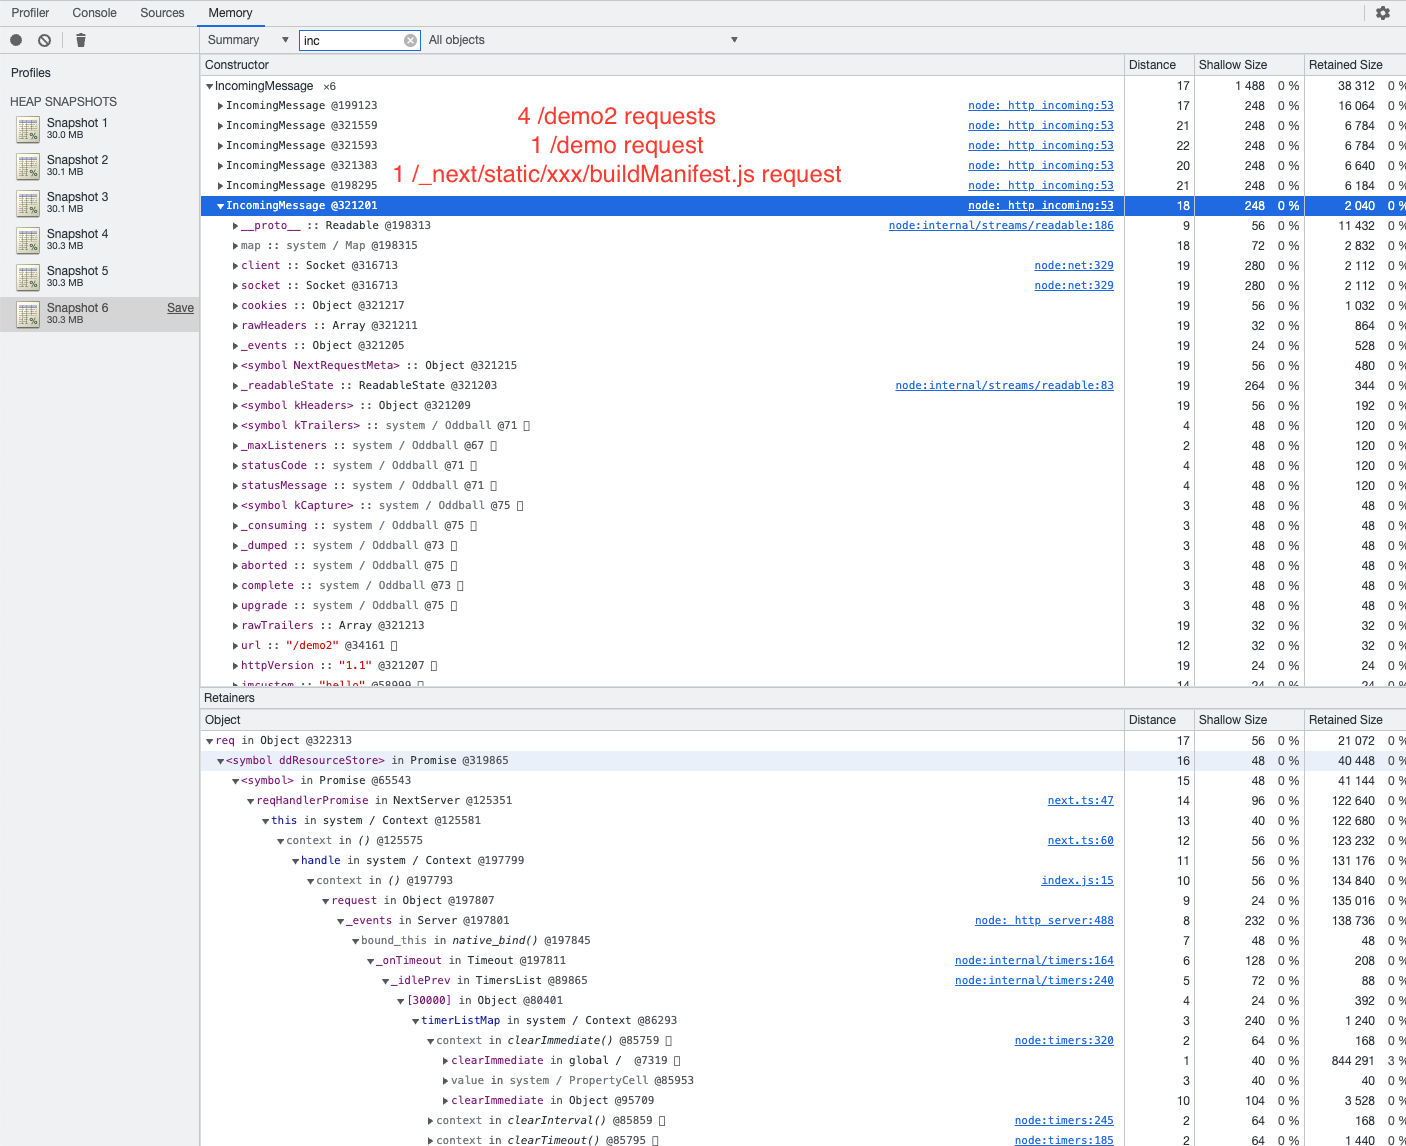 Profiler Console Sources Memory
Summary inc All objects
Profiles
HEAP SNAPSHOTS
Snapshot 1
30.0 MB
Snapshot 2
30.1 MB
Snapshot 3
30.1 MB
Snapshot 4
30.3 MB
Snapshot 5
30.3 MB
Snapshot 6 Save
30.3 MB
Constructor Distance Shallow Size Retained Size
IncomingMessage ×6 17 1 488 0 % 38 312 0 %
IncomingMessage @199123 node:_http_incoming:53 17 248 0 % 16 064 0 %
4 /demo2 requests
IncomingMessage @321559 node:_http_incoming:53 21 248 0 % 6 784 0 %
1 /demo request
IncomingMessage @321593 node:_http_incoming:53 22 248 0 % 6 784 0 %
IncomingMessage @321383 node:_http_incoming:53 20 248 0 % 6 640 0 %
1 /_next/static/xxx/buildManifest.js request
IncomingMessage @198295 node:_http_incoming:53 21 248 0 % 6 184 0 %
IncomingMessage @321201 node:_http_incoming:53 18 248 0 % 2 040 0 %
__proto__ :: Readable @198313 node:internal/streams/readable:186 9 56 0 % 11 432 0 %
map :: system / Map @198315 18 72 0 % 2 832 0 %
client :: Socket @316713 node:net:329 19 280 0 % 2 112 0 %
socket :: Socket @316713 node:net:329 19 280 0 % 2 112 0 %
cookies :: Object @321217 19 56 0 % 1 032 0 %
rawHeaders :: Array @321211 19 32 0 % 864 0 %
_events :: Object @321205 19 24 0 % 528 0 %
<symbol NextRequestMeta> :: Object @321215 19 56 0 % 480 0 %
_readableState :: ReadableState @321203 node:internal/streams/readable:83 19 264 0 % 344 0 %
<symbol kHeaders> :: Object @321209 19 56 0 % 192 0 %
<symbol kTrailers> :: system / Oddball @71 4 48 0 % 120 0 %
_maxListeners :: system / Oddball @67 2 48 0 % 120 0 %
statusCode :: system / Oddball @71 4 48 0 % 120 0 %
statusMessage :: system / Oddball @71 4 48 0 % 120 0 %
<symbol kCapture> :: system / Oddball @75 3 48 0 % 48 0 %
_consuming :: system / Oddball @75 3 48 0 % 48 0 %
_dumped :: system / Oddball @73 3 48 0 % 48 0 %
aborted :: system / Oddball @75 3 48 0 % 48 0 %
complete :: system / Oddball @73 3 48 0 % 48 0 %
upgrade :: system / Oddball @75 3 48 0 % 48 0 %
rawTrailers :: Array @321213 19 32 0 % 32 0 %
url :: "/demo2" @34161 12 32 0 % 32 0 %
httpVersion :: "1.1" @321207 19 24 0 % 24 0 %
imcustom :: "hello" @58999 14 24 0 % 24 0 %
Retainers
Object Distance Shallow Size Retained Size
req in Object @322313 17 56 0 % 21 072 0 %
<symbol ddResourceStore> in Promise @319865 16 48 0 % 40 448 0 %
<symbol> in Promise @65543 15 48 0 % 41 144 0 %
reqHandlerPromise in NextServer @125351 next.ts:47 14 96 0 % 122 640 0 %
this in system / Context @125581 13 40 0 % 122 680 0 %
context in () @125575 next.ts:60 12 56 0 % 123 232 0 %
handle in system / Context @197799 11 56 0 % 131 176 0 %
context in () @197793 index.js:15 10 56 0 % 134 840 0 %
request in Object @197807 9 24 0 % 135 016 0 %
_events in Server @197801 node:_http_server:488 8 232 0 % 138 736 0 %
bound_this in native_bind() @197845 7 48 0 % 48 0 %
_onTimeout in Timeout @197811 node:internal/timers:164 6 128 0 % 208 0 %
_idlePrev in TimersList @89865 node:internal/timers:240 5 72 0 % 88 0 %
[30000] in Object @80401 4 24 0 % 392 0 %
timerListMap in system / Context @86293 3 240 0 % 1 240 0 %
context in clearImmediate() @85759 node:timers:320 2 64 0 % 168 0 %
clearImmediate in global / @7319 1 40 0 % 844 291 3 %
value in system / PropertyCell @85953 3 40 0 % 40 0 %
clearImmediate in Object @95709 10 104 0 % 3 528 0 %
context in clearInterval() @85859 node:timers:245 2 64 0 % 168 0 %
context in clearTimeout() @85795 node:timers:185 2 64 0 % 1 440 0 %